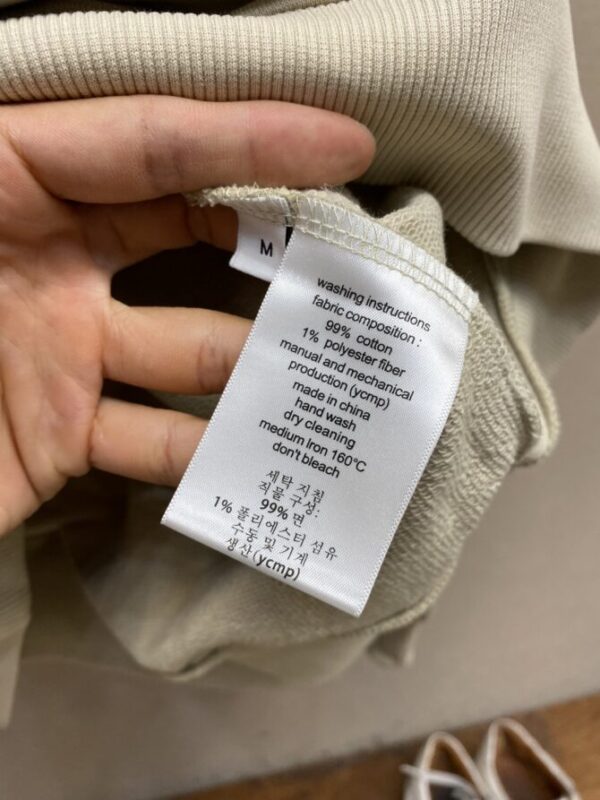 M
washing instructions
fabric composition :
99% cotton
1% polyester fiber
manual and mechanical
production (ycmp)
made in china
hand wash
dry cleaning
medium Iron 160°C
don't bleach
세탁 지침
직물 구성:
99% 면
1% 폴리에스터 섬유
수동 및 기계
생산(ycmp)